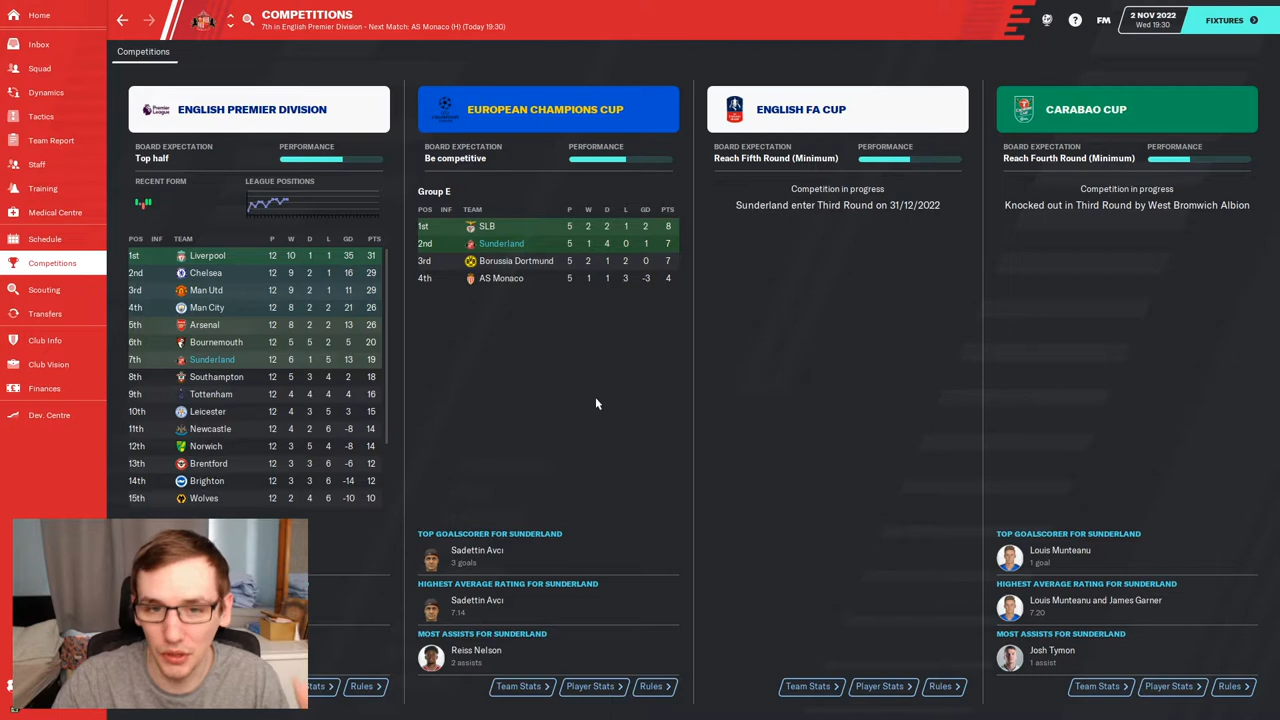 Home
COMPETITIONS
7th in English Premier Division - Next Match: AS Monaco (H) (Today 19:30)
FM
2 NOV 2022
Wed 19:30
FIXTURES
Inbox
Squad
Dynamics
Tactics
Team Report
Staff
Training
Medical Centre
Schedule
Competitions
Scouting
Transfers
Club Info
Club Vision
Finances
Dev. Centre
Competitions
Premier League
ENGLISH PREMIER DIVISION
BOARD EXPECTATION PERFORMANCE
Top half
RECENT FORM LEAGUE POSITIONS
POS INF TEAM P W D L GD PTS
1st Liverpool 12 10 1 1 35 31
2nd Chelsea 12 9 2 1 16 29
3rd Man Utd 12 9 2 1 11 29
4th Man City 12 8 2 2 21 26
5th Arsenal 12 8 2 2 13 26
6th Bournemouth 12 5 5 2 5 20
7th Sunderland 12 6 1 5 13 19
8th Southampton 12 5 3 4 2 18
9th Tottenham 12 4 4 4 4 16
10th Leicester 12 4 3 5 3 15
11th Newcastle 12 4 2 6 -8 14
12th Norwich 12 3 5 4 -8 14
13th Brentford 12 3 3 6 -6 12
14th Brighton 12 3 3 6 -14 12
15th Wolves 12 2 4 6 -10 10
Stats
Rules
EUROPEAN CHAMPIONS CUP
BOARD EXPECTATION PERFORMANCE
Be competitive
Group E
POS INF TEAM P W D L GD PTS
1st SLB 5 2 2 1 2 8
2nd Sunderland 5 1 4 0 1 7
3rd Borussia Dortmund 5 2 1 2 0 7
4th AS Monaco 5 1 1 3 -3 4
TOP GOALSCORER FOR SUNDERLAND
Sadettin Avcı
3 goals
HIGHEST AVERAGE RATING FOR SUNDERLAND
Sadettin Avcı
7.14
MOST ASSISTS FOR SUNDERLAND
Reiss Nelson
2 assists
Team Stats
Player Stats
Rules
ENGLISH FA CUP
BOARD EXPECTATION PERFORMANCE
Reach Fifth Round (Minimum)
Competition in progress
Sunderland enter Third Round on 31/12/2022
Team Stats
Player Stats
Rules
CARABAO CUP
BOARD EXPECTATION PERFORMANCE
Reach Fourth Round (Minimum)
Competition in progress
Knocked out in Third Round by West Bromwich Albion
TOP GOALSCORER FOR SUNDERLAND
Louis Munteanu
1 goal
HIGHEST AVERAGE RATING FOR SUNDERLAND
Louis Munteanu and James Garner
7.20
MOST ASSISTS FOR SUNDERLAND
Josh Tymon
1 assist
Team Stats
Player Stats
Rules